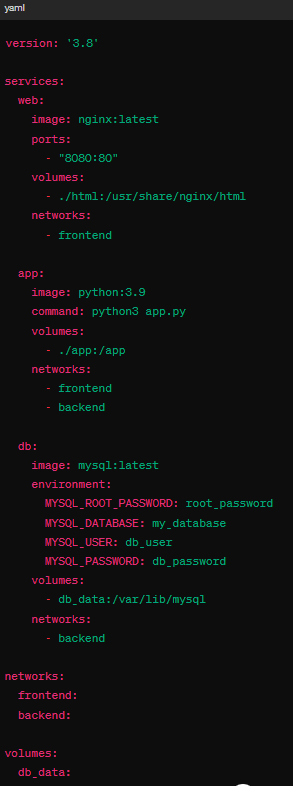 yaml
version: '3.8'
services:
web:
image: nginx:latest
ports:
- "8080:80"
volumes:
- ./html:/usr/share/nginx/html
networks:
- frontend
app:
image: python:3.9
command: python3 app.py
volumes:
- ./app:/app
networks:
- frontend
- backend
db:
image: mysql:latest
environment:
MYSQL_ROOT_PASSWORD: root_password
MYSQL_DATABASE: my_database
MYSQL_USER: db_user
MYSQL_PASSWORD: db_password
volumes:
- db_data:/var/lib/mysql
networks:
- backend
networks:
frontend:
backend:
volumes:
db_data: